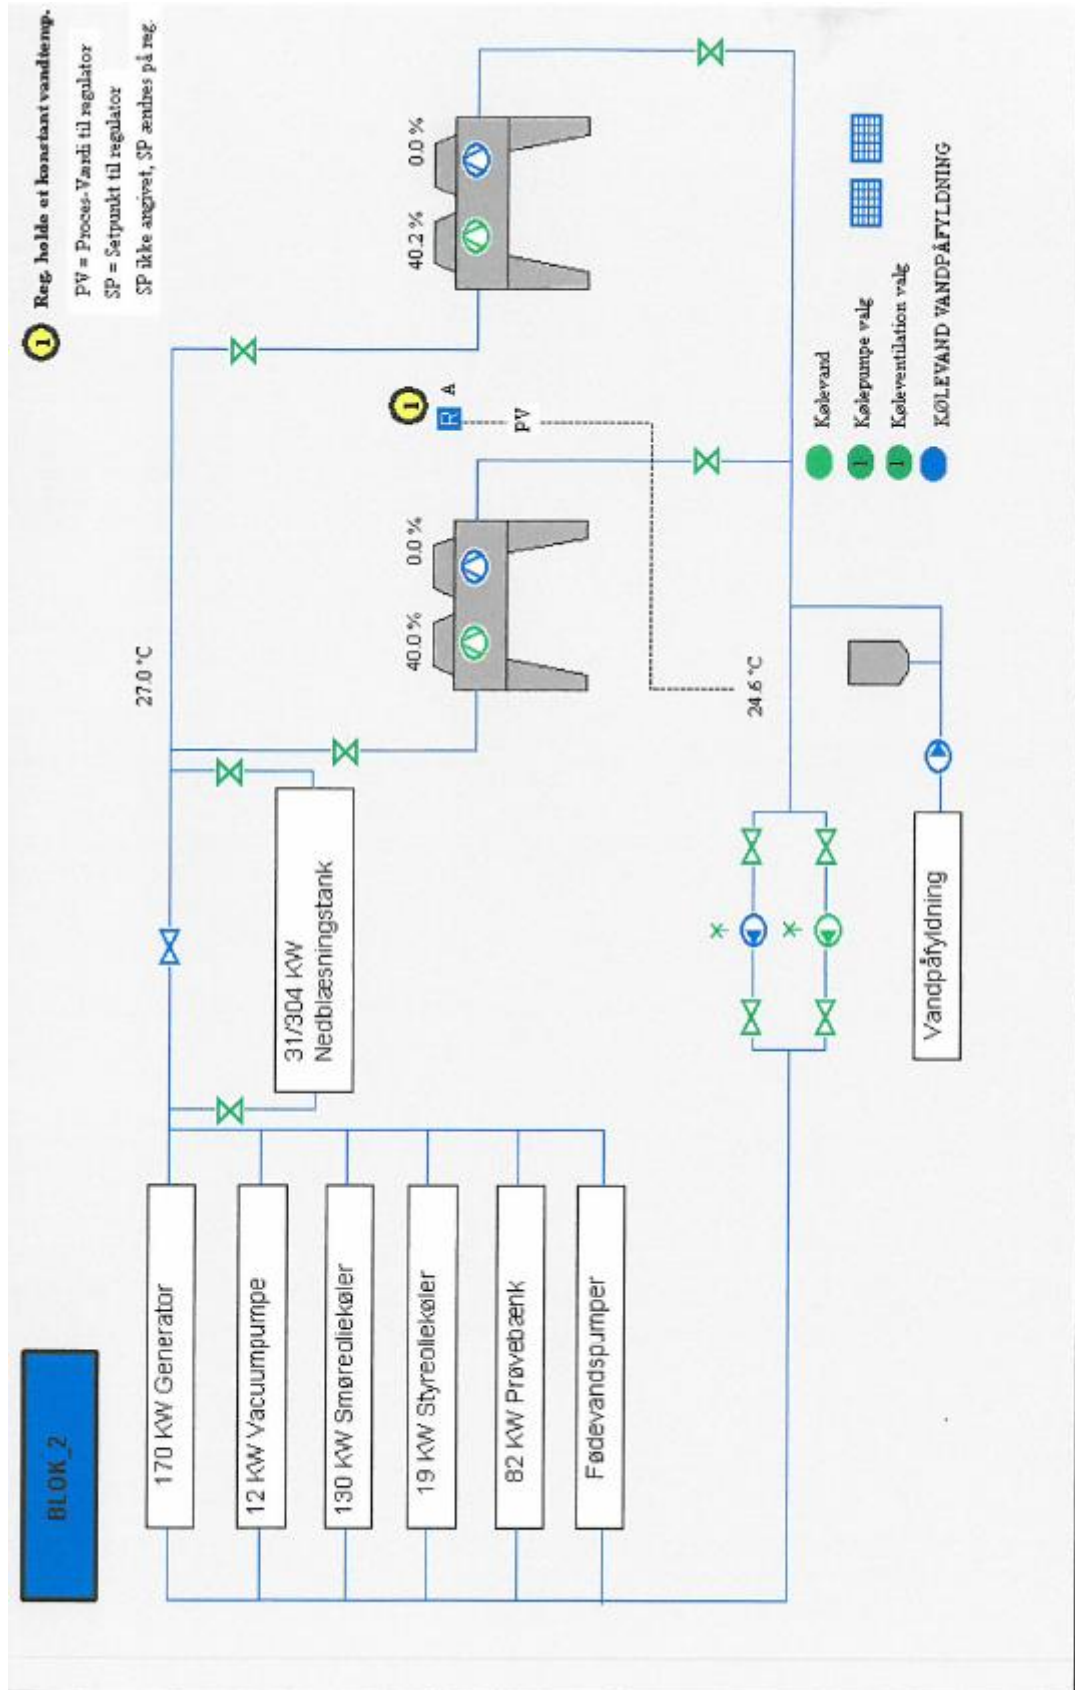 BLOK_2
1 Reg. holde et konstant vandtemp.
PV = Proces-Værdi til regulator
SP = Setpunkt til regulator
SP ikke angivet, SP ændres på reg.
170 KW Generator
12 KW Vacuumpumpe
130 KW Smøreoliekøler
19 KW Styreoliekøler
82 KW Prøvebænk
Fødevandspumper
31/304 KW
Nedblæsningstank
27.0 °C
40.0 %
0.0 %
1
R
A
PV
40.2 %
0.0 %
24.6 °C
Vandpåfyldning
Kølevand
1 Kølepumpe valg
1 Køleventilation valg
KØLEVAND VANDPÅFYLDNING